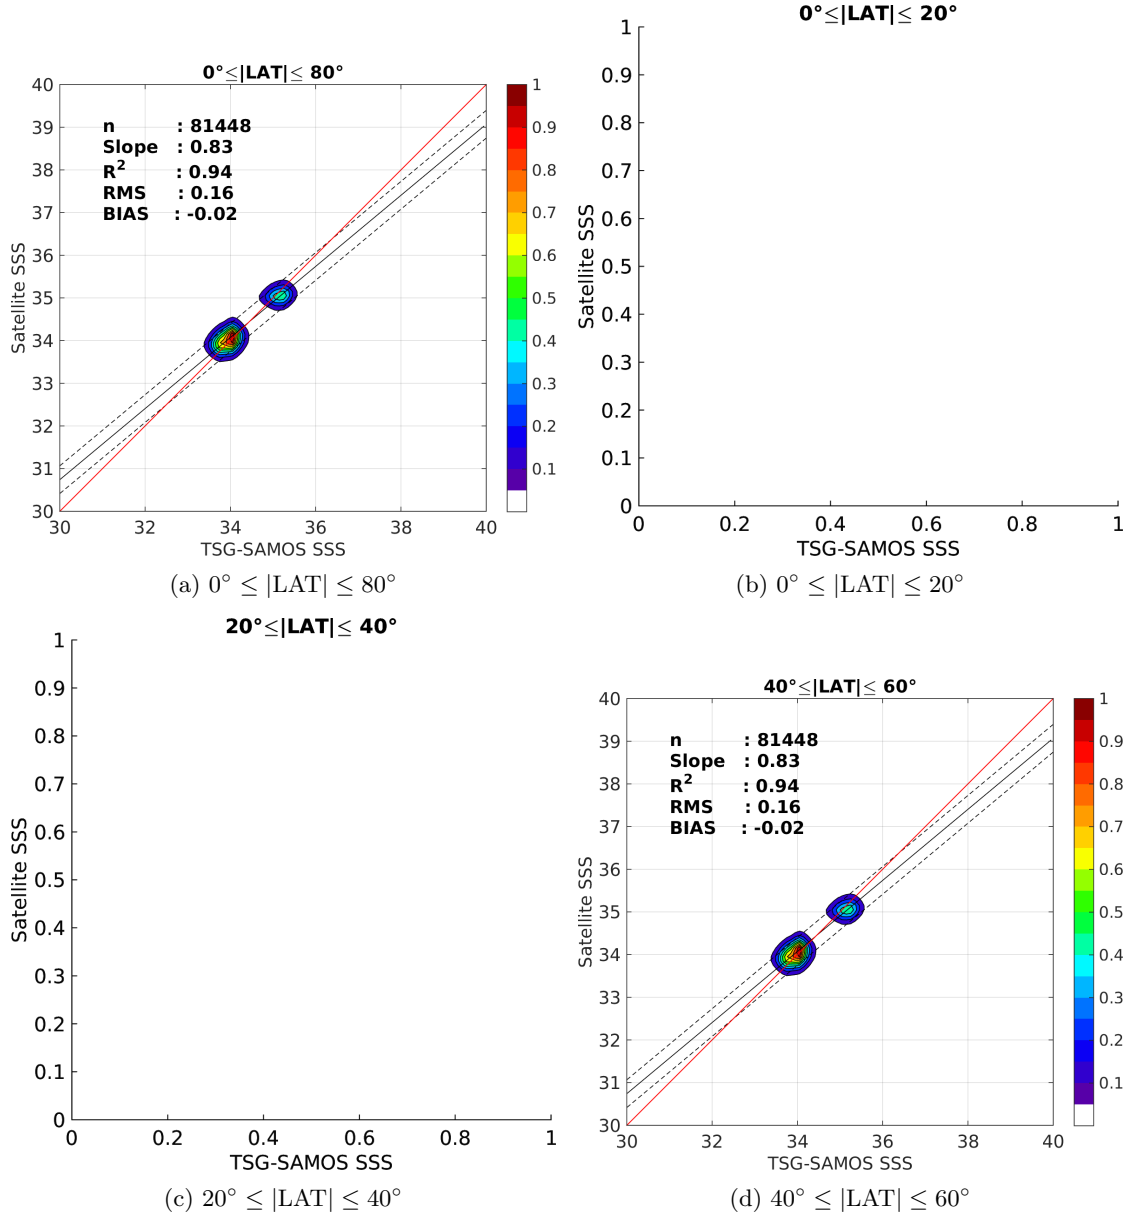 0°≤|LAT|≤ 80°
40
39
38
37
36
35
34
33
32
31
30
n : 81448
Slope : 0.83
R2 : 0.94
RMS : 0.16
BIAS : -0.02
Satellite SSS
30 32 34 36 38 40
TSG-SAMOS SSS
1
0.9
0.8
0.7
0.6
0.5
0.4
0.3
0.2
0.1
(a) 0° ≤ |LAT| ≤ 80°
0°≤|LAT|≤ 20°
1
0.9
0.8
0.7
0.6
0.5
0.4
0.3
0.2
0.1
0
Satellite SSS
0 0.2 0.4 0.6 0.8 1
TSG-SAMOS SSS
(b) 0° ≤ |LAT| ≤ 20°
20°≤|LAT|≤ 40°
1
0.9
0.8
0.7
0.6
0.5
0.4
0.3
0.2
0.1
0
Satellite SSS
0 0.2 0.4 0.6 0.8 1
TSG-SAMOS SSS
(c) 20° ≤ |LAT| ≤ 40°
40°≤|LAT|≤ 60°
40
39
38
37
36
35
34
33
32
31
30
n : 81448
Slope : 0.83
R2 : 0.94
RMS : 0.16
BIAS : -0.02
Satellite SSS
30 32 34 36 38 40
TSG-SAMOS SSS
1
0.9
0.8
0.7
0.6
0.5
0.4
0.3
0.2
0.1
(d) 40° ≤ |LAT| ≤ 60°